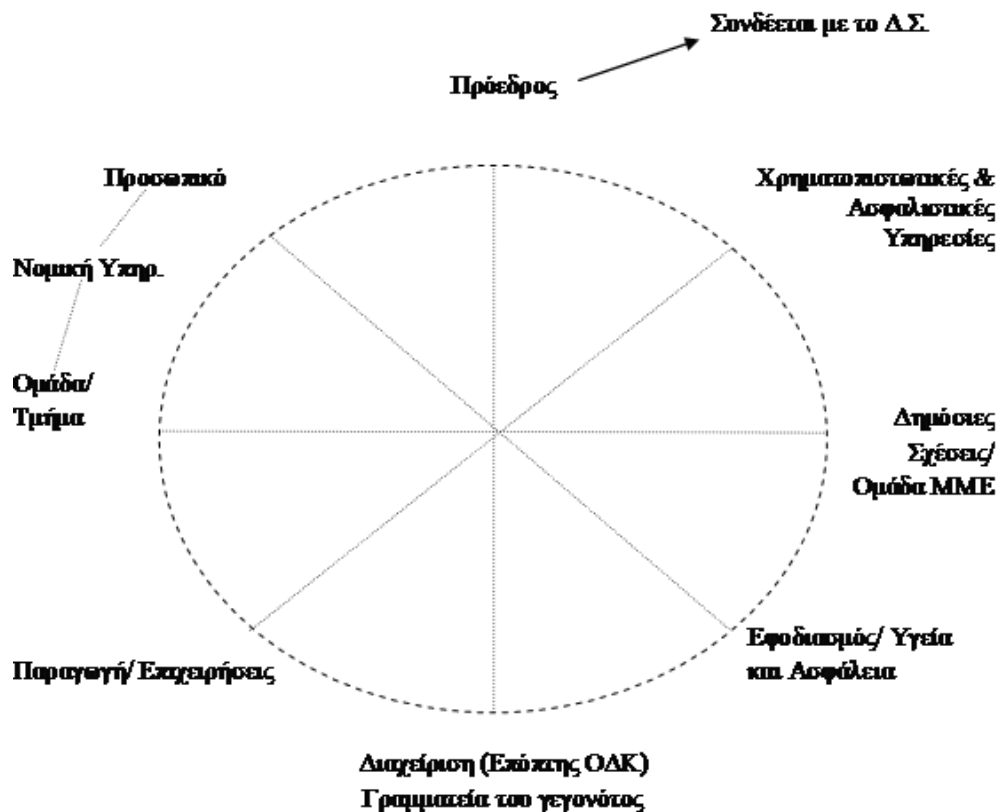 Συνδέεται με το Δ.Σ.
Πρόεδρος
Προσωπικό
Χρηματοπιστωτικές &
Ασφαλιστικές
Υπηρεσίες
Νομική Υπηρ.
Ομάδα/
Τμήμα
Δημόσιες
Σχέσεις/
Ομάδα ΜΜΕ
Εφοδιασμός/ Υγεία
και Ασφάλεια
Παραγωγή/ Επιχειρήσεις
Διαχείριση (Επόπτης ΟΔΚ)
Γραμματεία του γεγονότος